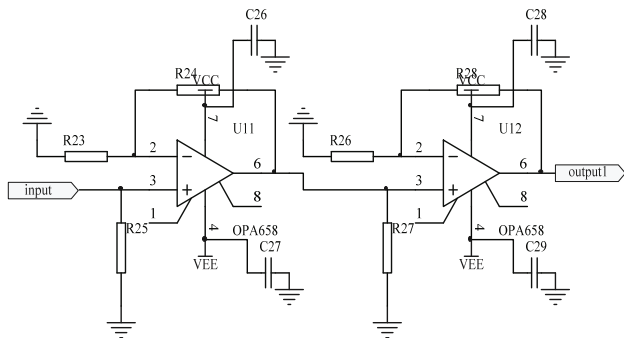 C26
C28
R24
VCC
R28
VCC
7
U11
7
U12
R23
2
6
R26
2
6
input
3
8
3
8
output1
1
1
R25
4
OPA658
R27
4
OPA658
C27
C29
VEE
VEE